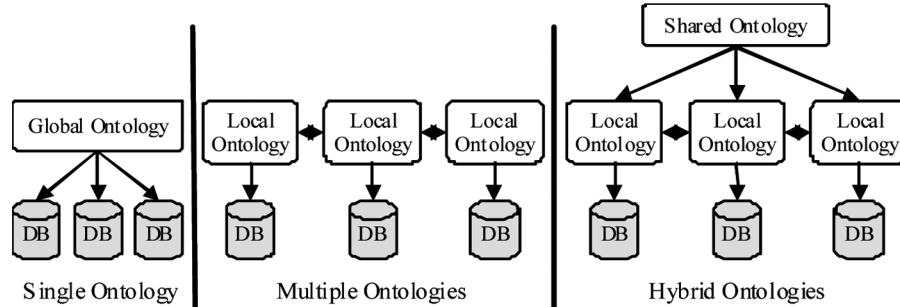 Global Ontology
DB
DB
DB
Single Ontology
Local
Ontology
Local
Ontology
Local
Ontology
DB
DB
DB
Multiple Ontologies
Shared Ontology
Local
Ontology
Local
Ontology
Local
Ontology
DB
DB
DB
Hybrid Ontologies